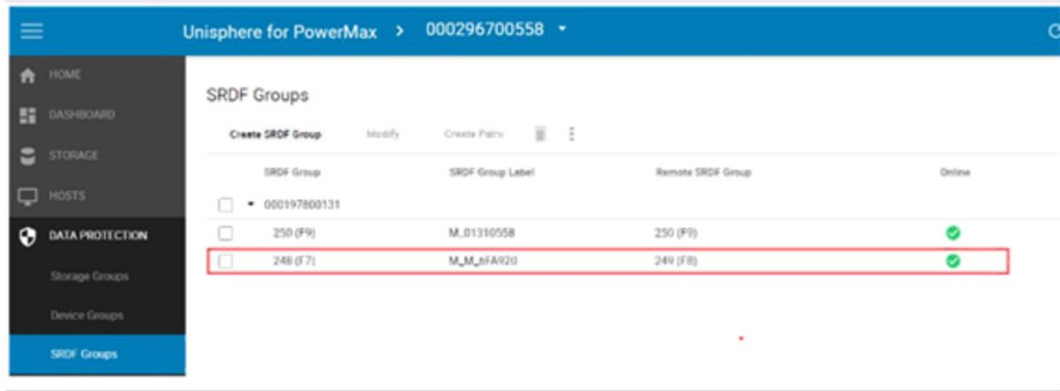 Unisphere for PowerMax > 000296700558
HOME
DASHBOARD
STORAGE
HOSTS
DATA PROTECTION
Storage Groups
Device Groups
SRDF Groups
SRDF Groups
Create SRDF Group Modify Create Pairs
SRDF Group SRDF Group Label Remote SRDF Group Online
000197800131
250 (F9) M_01310558 250 (F9)
248 (F7) M_M_6FA920 249 (F8)